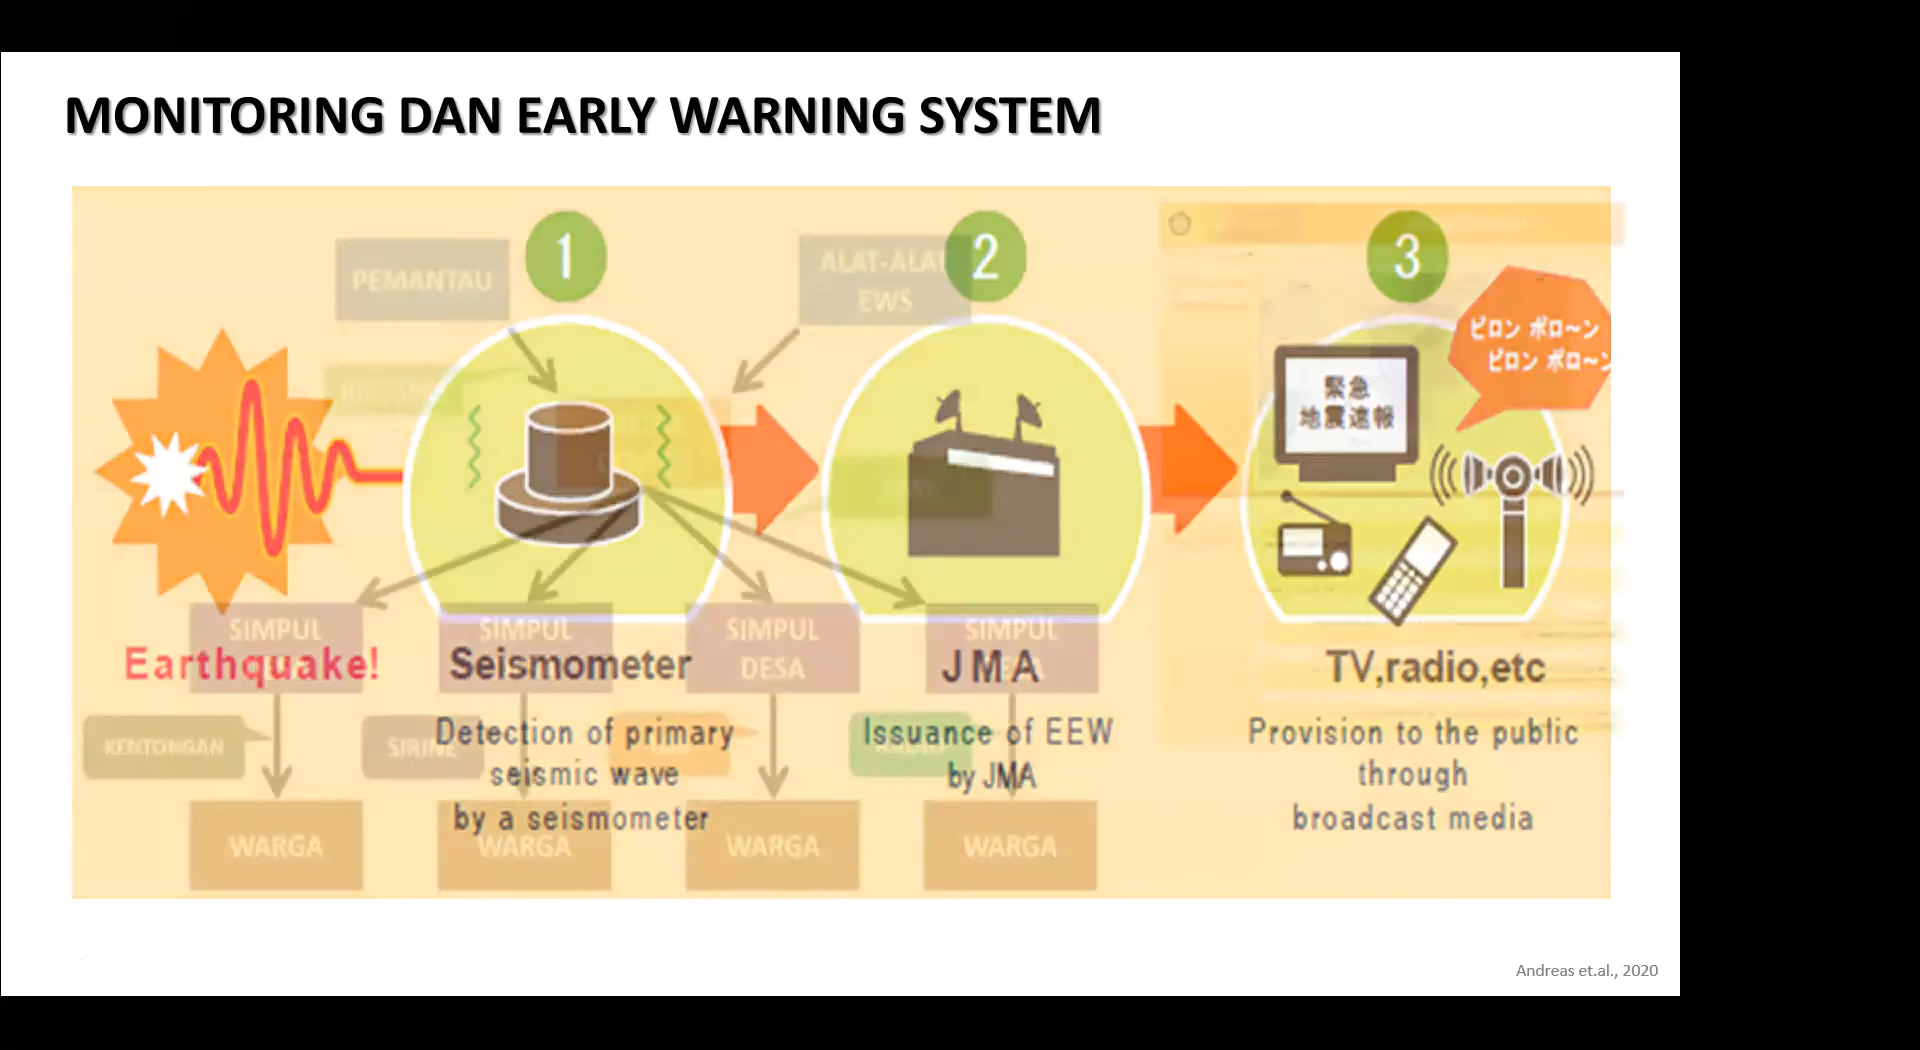 MONITORING DAN EARLY WARNING SYSTEM
PEMANTAU
1
ALAT-ALAT
EWS
2
3
ピロン ポロ〜ン
ピロン ポロ〜ン
緊急
地震速報
SIMPUL
SIMPUL
SIMPUL
DESA
SIMPUL
Earthquake!
Seismometer
JMA
TV,radio,etc
KENTONGAN
SIRINE
Detection of primary
seismic wave
by a seismometer
Issuance of EEW
by JMA
Provision to the public
through
broadcast media
WARGA
WARGA
WARGA
WARGA
Andreas et.al., 2020